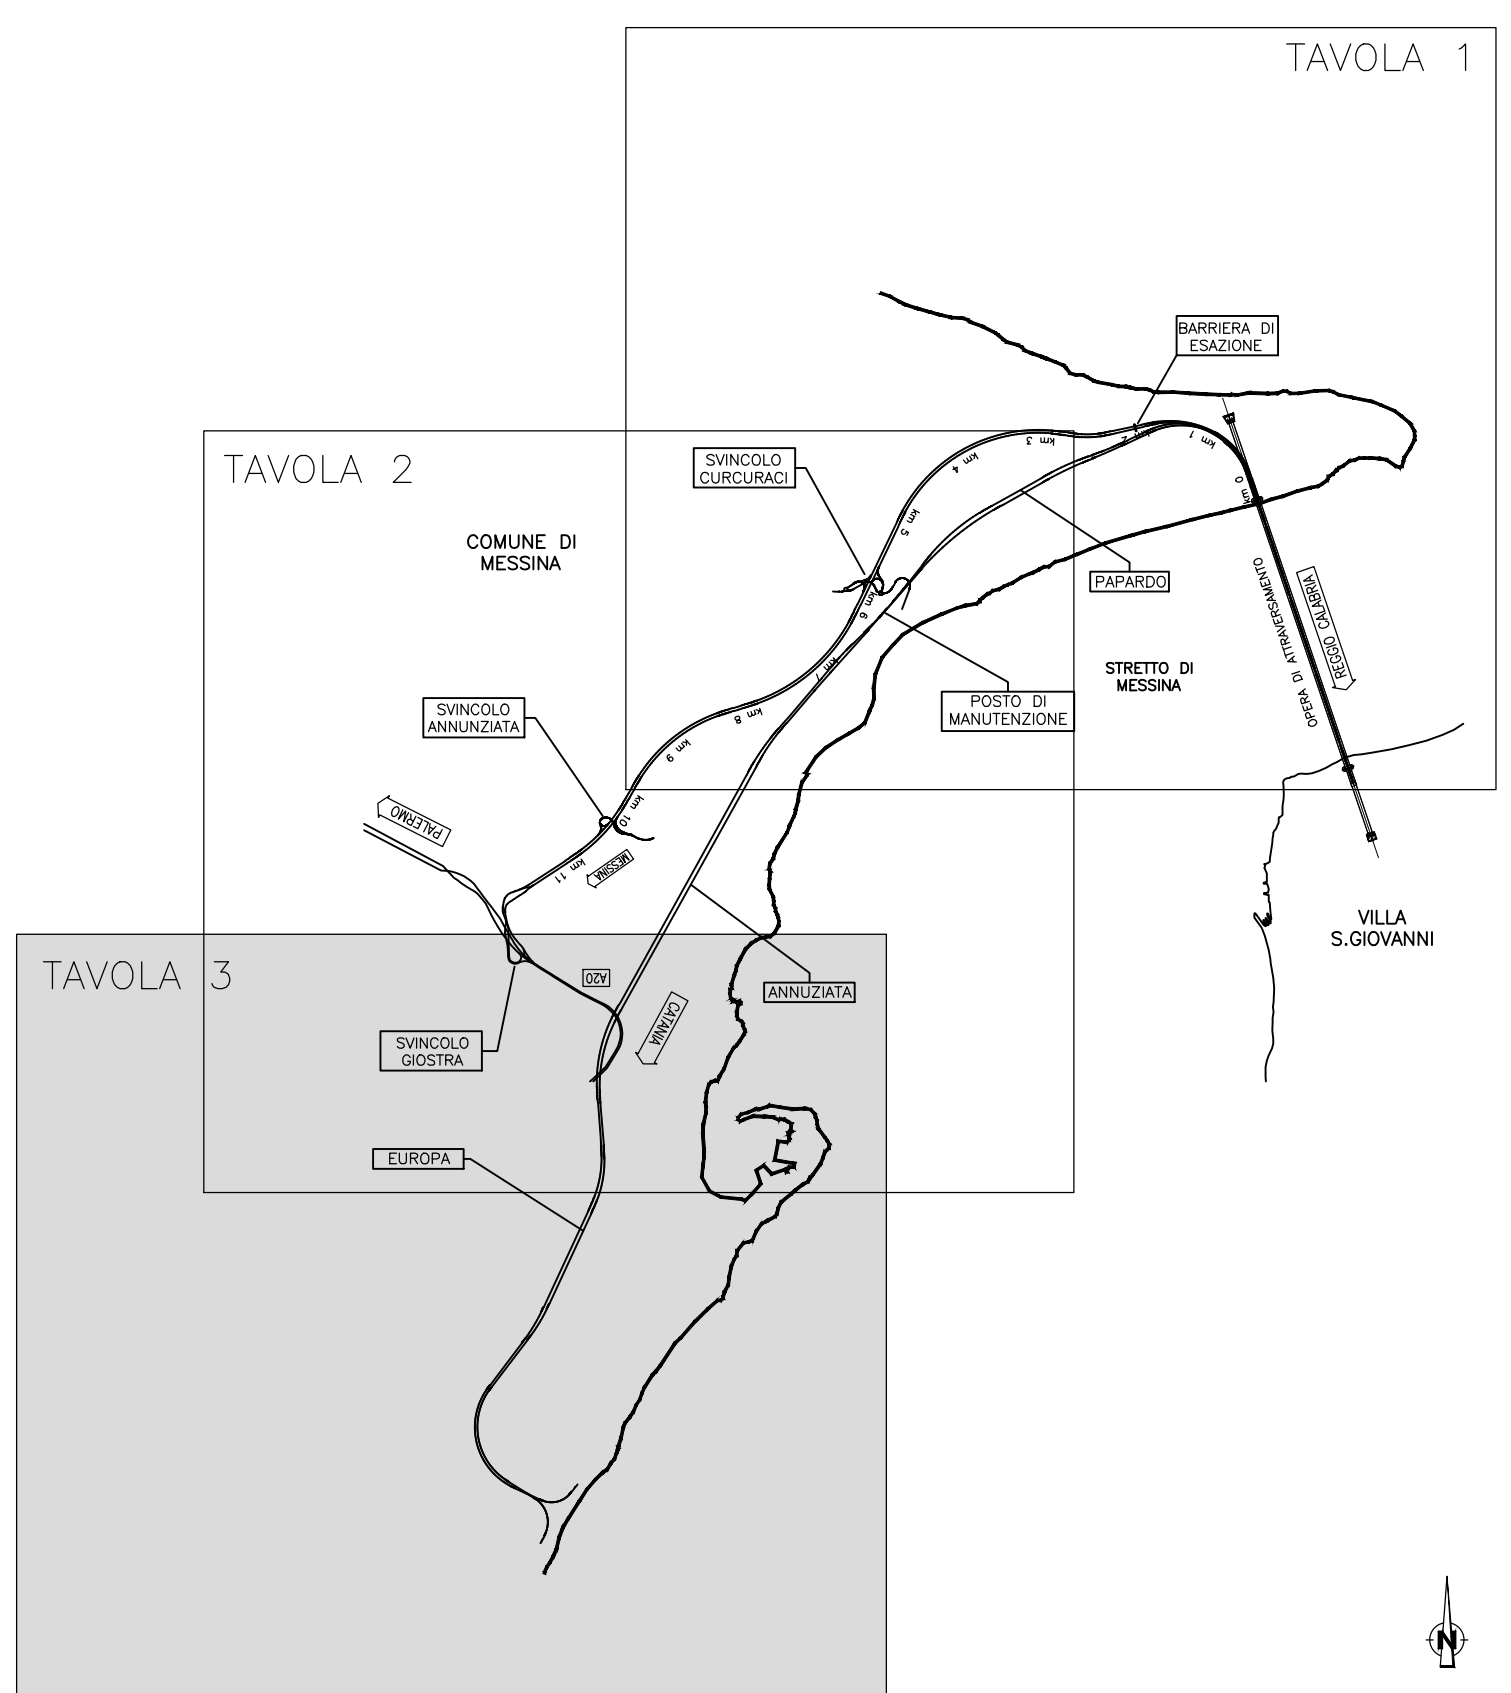 TAVOLA 1
BARRIERA DI
ESAZIONE
TAVOLA 2
SVINCOLO
CURCURACI
km 0
km 1
km 2
km 3
km 4
km 5
km 6
km 7
km 8
km 9
km 10
km 11
COMUNE DI
MESSINA
PAPARDO
OPERA DI ATTRAVERSAMENTO
REGGIO CALABRIA
STRETTO DI
MESSINA
POSTO DI
MANUTENZIONE
SVINCOLO
ANNUNZIATA
PALERMO
MESSINA
VILLA
S.GIOVANNI
TAVOLA 3
A20
ANNUZIATA
CATANIA
SVINCOLO
GIOSTRA
EUROPA
N